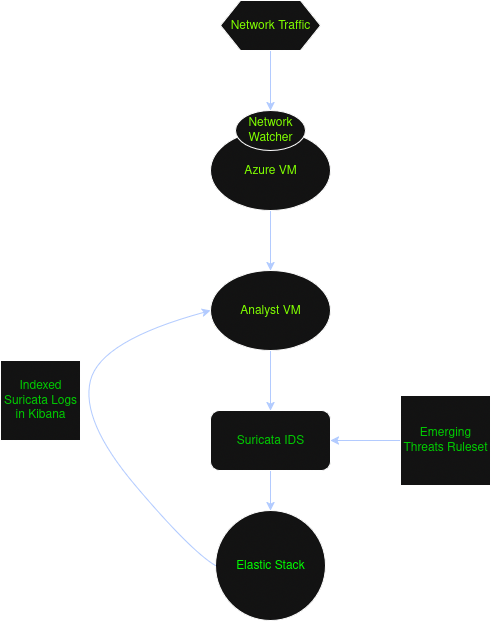 Network Traffic
Network
Watcher
Azure VM
Analyst VM
Indexed
Suricata Logs
in Kibana
Suricata IDS
Emerging
Threats Ruleset
Elastic Stack